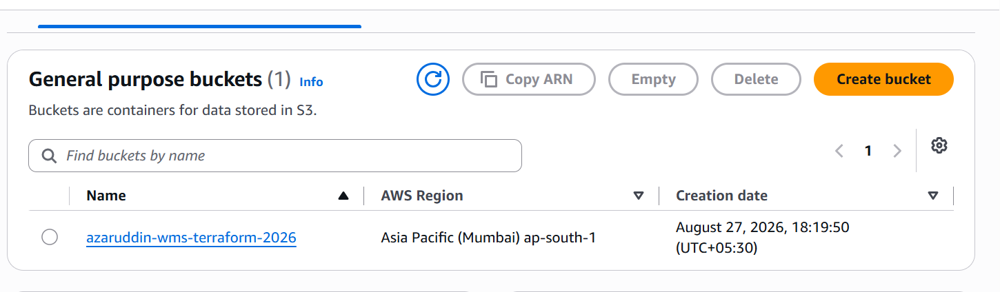 General purpose buckets (1) Info
Copy ARN
Empty
Delete
Create bucket
Buckets are containers for data stored in S3.
Find buckets by name
1
Name
AWS Region
Creation date
azaruddin-wms-terraform-2026
Asia Pacific (Mumbai) ap-south-1
August 27, 2026, 18:19:50
(UTC+05:30)